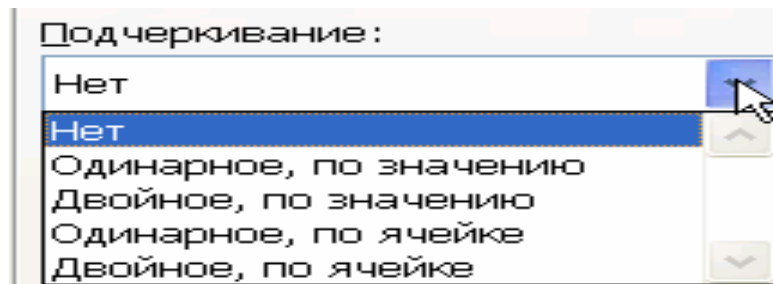 Подчеркивание:
Нет
Нет
Одинарное, по значению
Двойное, по значению
Одинарное, по ячейке
Двойное, по ячейке